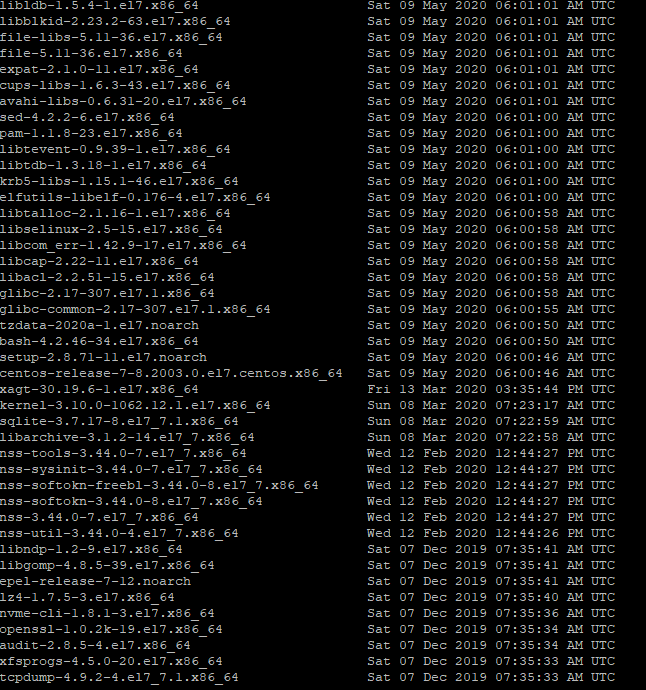 libldb-1.5.4-1.el7.x86_64 Sat 09 May 2020 06:01:01 AM UTC
libblkid-2.23.2-63.el7.x86_64 Sat 09 May 2020 06:01:01 AM UTC
file-libs-5.11-36.el7.x86_64 Sat 09 May 2020 06:01:01 AM UTC
file-5.11-36.el7.x86_64 Sat 09 May 2020 06:01:01 AM UTC
expat-2.1.0-11.el7.x86_64 Sat 09 May 2020 06:01:01 AM UTC
cups-libs-1.6.3-43.el7.x86_64 Sat 09 May 2020 06:01:01 AM UTC
avahi-libs-0.6.31-20.el7.x86_64 Sat 09 May 2020 06:01:01 AM UTC
sed-4.2.2-6.el7.x86_64 Sat 09 May 2020 06:01:00 AM UTC
pam-1.1.8-23.el7.x86_64 Sat 09 May 2020 06:01:00 AM UTC
libtevent-0.9.39-1.el7.x86_64 Sat 09 May 2020 06:01:00 AM UTC
libtdb-1.3.18-1.el7.x86_64 Sat 09 May 2020 06:01:00 AM UTC
krb5-libs-1.15.1-46.el7.x86_64 Sat 09 May 2020 06:01:00 AM UTC
elfutils-libelf-0.176-4.el7.x86_64 Sat 09 May 2020 06:01:00 AM UTC
libtalloc-2.1.16-1.el7.x86_64 Sat 09 May 2020 06:00:58 AM UTC
libselinux-2.5-15.el7.x86_64 Sat 09 May 2020 06:00:58 AM UTC
libcom_err-1.42.9-17.el7.x86_64 Sat 09 May 2020 06:00:58 AM UTC
libcap-2.22-11.el7.x86_64 Sat 09 May 2020 06:00:58 AM UTC
libacl-2.2.51-15.el7.x86_64 Sat 09 May 2020 06:00:58 AM UTC
glibc-2.17-307.el7.1.x86_64 Sat 09 May 2020 06:00:58 AM UTC
glibc-common-2.17-307.el7.1.x86_64 Sat 09 May 2020 06:00:55 AM UTC
tzdata-2020a-1.el7.noarch Sat 09 May 2020 06:00:50 AM UTC
bash-4.2.46-34.el7.x86_64 Sat 09 May 2020 06:00:50 AM UTC
setup-2.8.71-11.el7.noarch Sat 09 May 2020 06:00:46 AM UTC
centos-release-7-8.2003.0.el7.centos.x86_64 Sat 09 May 2020 06:00:46 AM UTC
xagt-30.19.6-1.el7.x86_64 Fri 13 Mar 2020 03:35:44 PM UTC
kernel-3.10.0-1062.12.1.el7.x86_64 Sun 08 Mar 2020 07:23:17 AM UTC
sqlite-3.7.17-8.el7_7.1.x86_64 Sun 08 Mar 2020 07:22:59 AM UTC
libarchive-3.1.2-14.el7_7.x86_64 Sun 08 Mar 2020 07:22:58 AM UTC
nss-tools-3.44.0-7.el7_7.x86_64 Wed 12 Feb 2020 12:44:27 PM UTC
nss-sysinit-3.44.0-7.el7_7.x86_64 Wed 12 Feb 2020 12:44:27 PM UTC
nss-softokn-freebl-3.44.0-8.el7_7.x86_64 Wed 12 Feb 2020 12:44:27 PM UTC
nss-softokn-3.44.0-8.el7_7.x86_64 Wed 12 Feb 2020 12:44:27 PM UTC
nss-3.44.0-7.el7_7.x86_64 Wed 12 Feb 2020 12:44:27 PM UTC
nss-util-3.44.0-4.el7_7.x86_64 Wed 12 Feb 2020 12:44:26 PM UTC
libndp-1.2-9.el7.x86_64 Sat 07 Dec 2019 07:35:41 AM UTC
libgomp-4.8.5-39.el7.x86_64 Sat 07 Dec 2019 07:35:41 AM UTC
epel-release-7-12.noarch Sat 07 Dec 2019 07:35:41 AM UTC
lz4-1.7.5-3.el7.x86_64 Sat 07 Dec 2019 07:35:40 AM UTC
nvme-cli-1.8.1-3.el7.x86_64 Sat 07 Dec 2019 07:35:36 AM UTC
openssl-1.0.2k-19.el7.x86_64 Sat 07 Dec 2019 07:35:34 AM UTC
audit-2.8.5-4.el7.x86_64 Sat 07 Dec 2019 07:35:34 AM UTC
xfsprogs-4.5.0-20.el7.x86_64 Sat 07 Dec 2019 07:35:33 AM UTC
tcpdump-4.9.2-4.el7_7.1.x86_64 Sat 07 Dec 2019 07:35:33 AM UTC